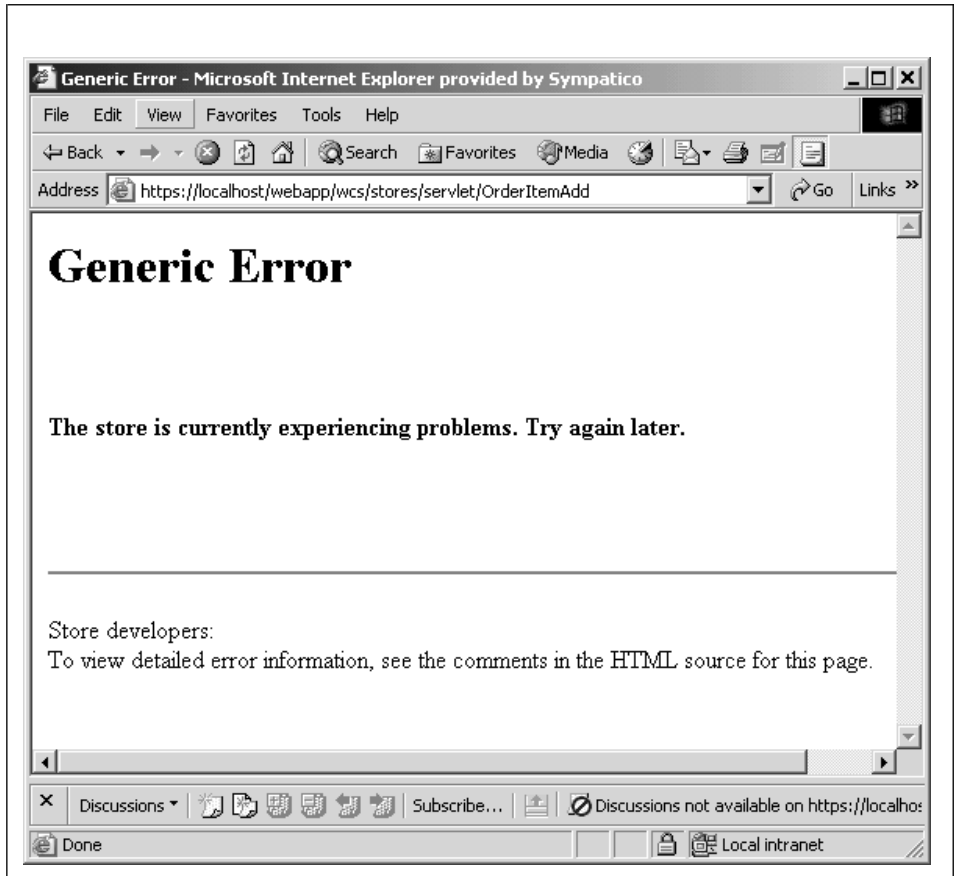 Generic Error - Microsoft Internet Explorer provided by Sympatico
File Edit View Favorites Tools Help
Back Search Favorites Media
Address https://localhost/webapp/wcs/stores/servlet/OrderItemAdd Go Links »
Generic Error
The store is currently experiencing problems. Try again later.
Store developers:
To view detailed error information, see the comments in the HTML source for this page.
Discussions Subscribe... Discussions not available on https://localhos
Done Local intranet